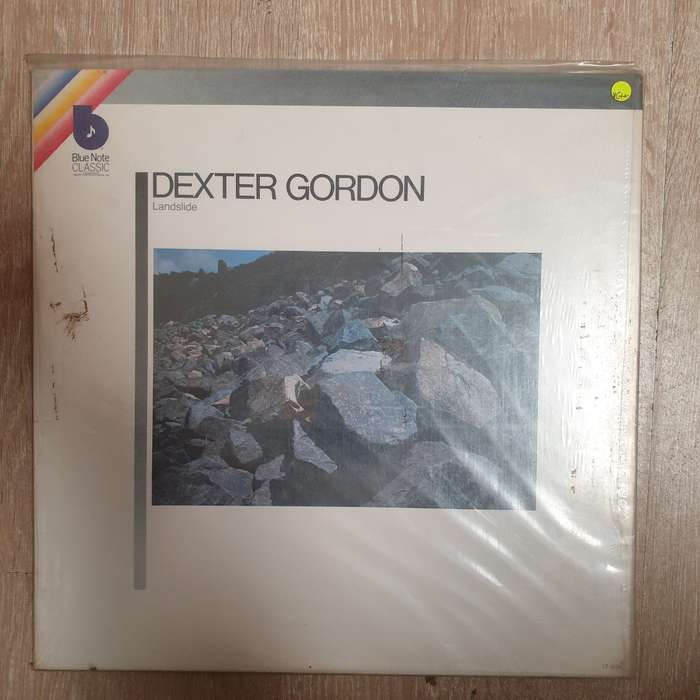 Blue Note
CLASSIC
DEXTER GORDON
Landslide